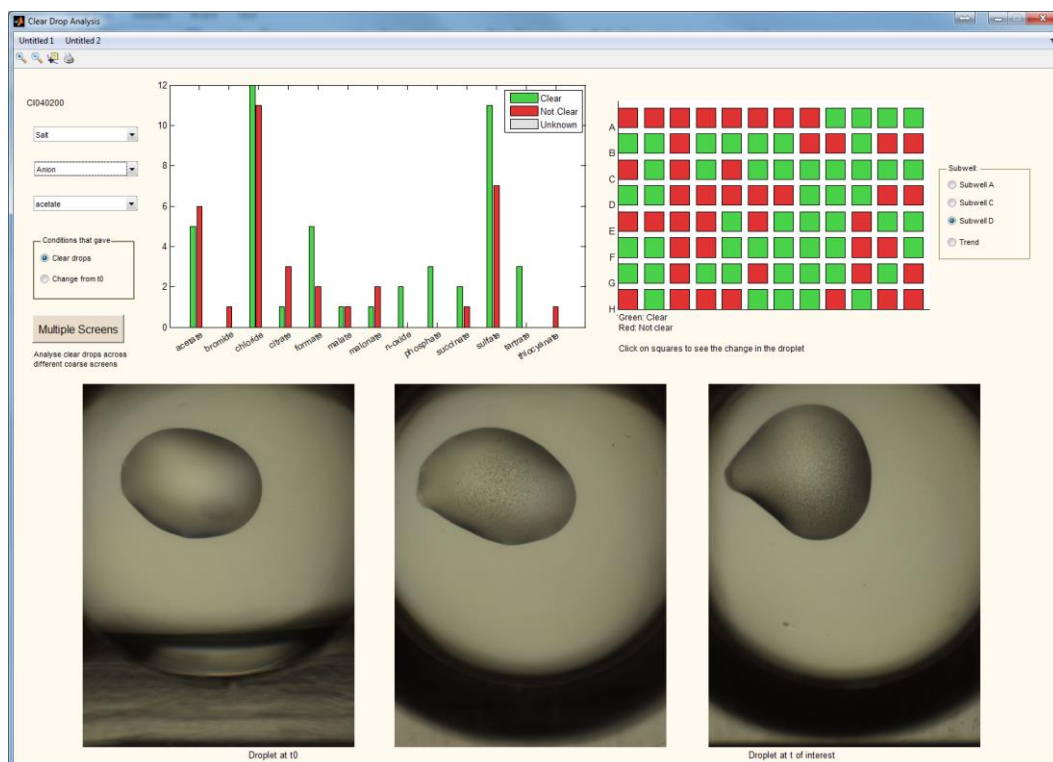 Clear Drop Analysis
Untitled 1 Untitled 2
CI040200
Salt
Anion
acetate
Conditions that gave
Clear drops
Change from t0
Multiple Screens
Analyse clear drops across
different coarse screens
12
10
8
6
4
2
0
Clear
Not Clear
Unknown
acetate
bromide
chloride
citrate
formate
malate
malonate
n-oxide
phosphate
succinate
sulfate
tartrate
thiocyanate
A
B
C
D
E
F
G
H
Green: Clear
Red: Not clear
Click on squares to see the change in the droplet
Subwell:
Subwell A
Subwell C
Subwell D
Trend
Droplet at t0
Droplet at t of interest